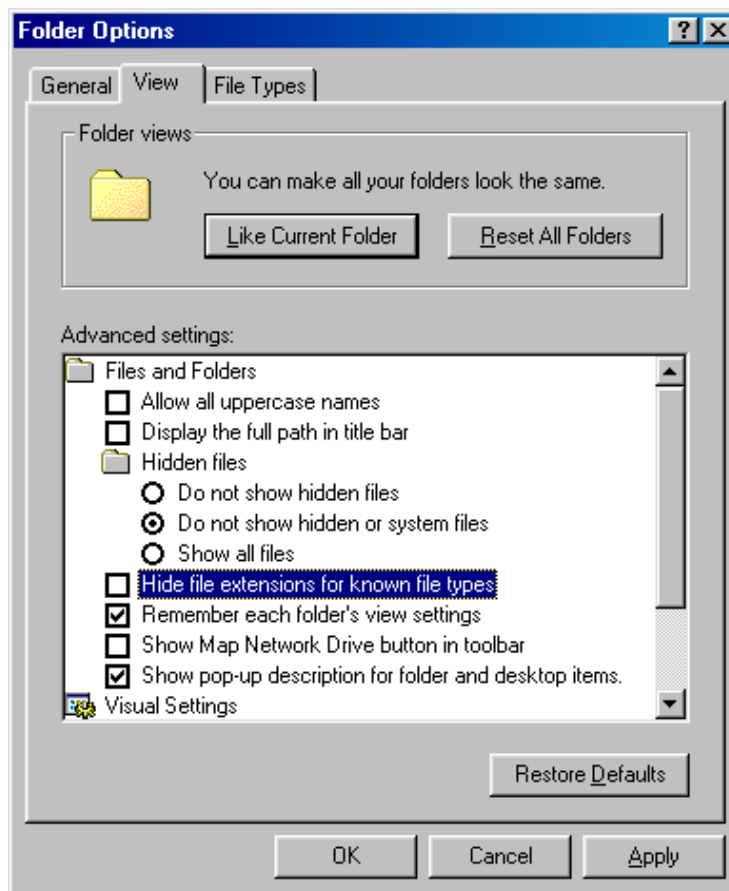 Folder Options
General View File Types
Folder views
You can make all your folders look the same.
Like Current Folder Reset All Folders
Advanced settings:
Files and Folders
Allow all uppercase names
Display the full path in title bar
Hidden files
Do not show hidden files
Do not show hidden or system files
Show all files
Hide file extensions for known file types
Remember each folder's view settings
Show Map Network Drive button in toolbar
Show pop-up description for folder and desktop items.
Visual Settings
Restore Defaults
OK Cancel Apply